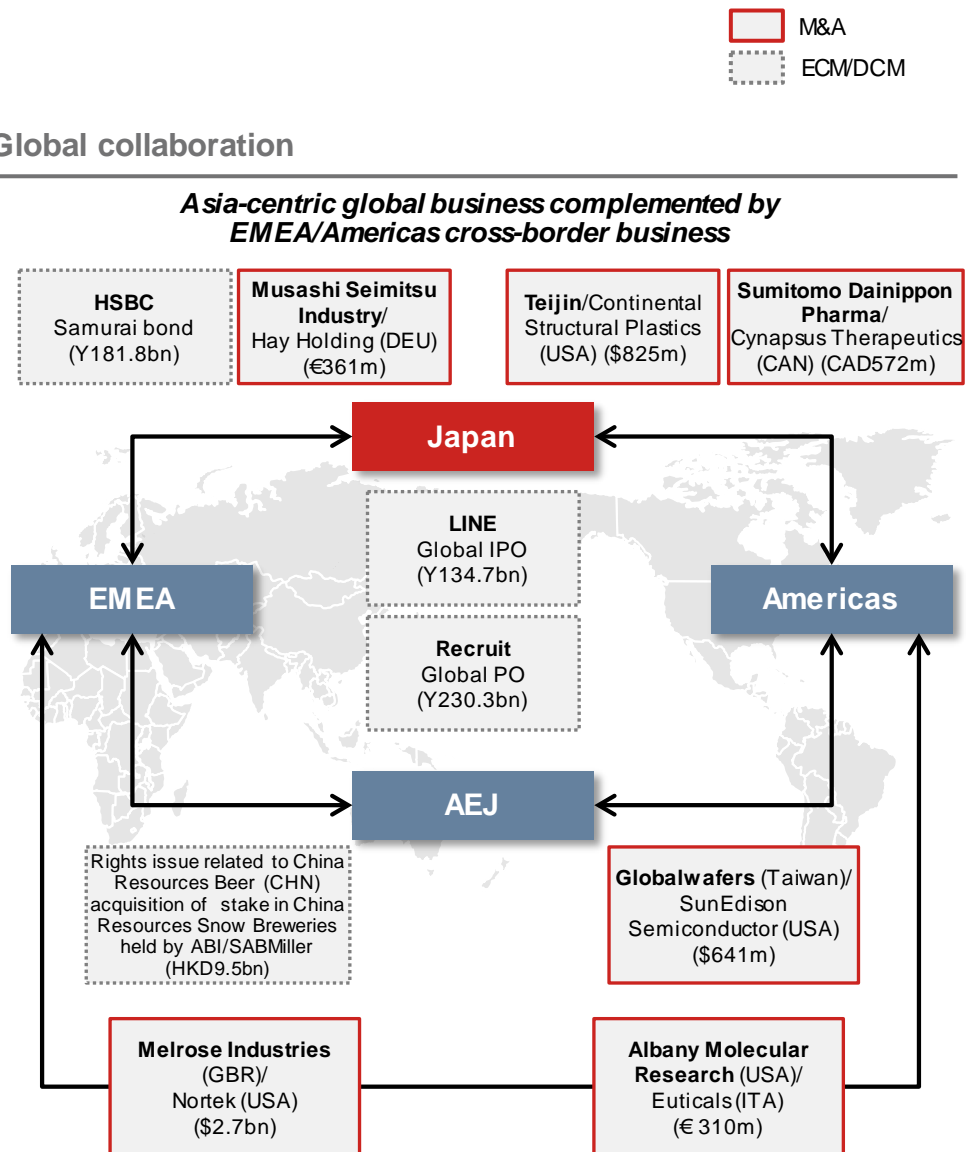 M&A
ECM/DCM
Global collaboration
Asia-centric global business complemented by
EMEA/Americas cross-border business
HSBC
Samurai bond
(Y181.8bn)
Musashi Seimitsu
Industry/
Hay Holding (DEU)
(€361m)
Teijin/Continental
Structural Plastics
(USA) ($825m)
Sumitomo Dainippon
Pharma/
Cynapsus Therapeutics
(CAN) (CAD572m)
Japan
LINE
Global IPO
(Y134.7bn)
EMEA
Americas
Recruit
Global PO
(Y230.3bn)
AEJ
Rights issue related to China
Resources Beer (CHN)
acquisition of stake in China
Resources Snow Breweries
held by ABI/SABMiller
(HKD9.5bn)
Globalwafers (Taiwan)/
SunEdison
Semiconductor (USA)
($641m)
Melrose Industries
(GBR)/
Nortek (USA)
($2.7bn)
Albany Molecular
Research (USA)/
Euticals (ITA)
(€ 310m)